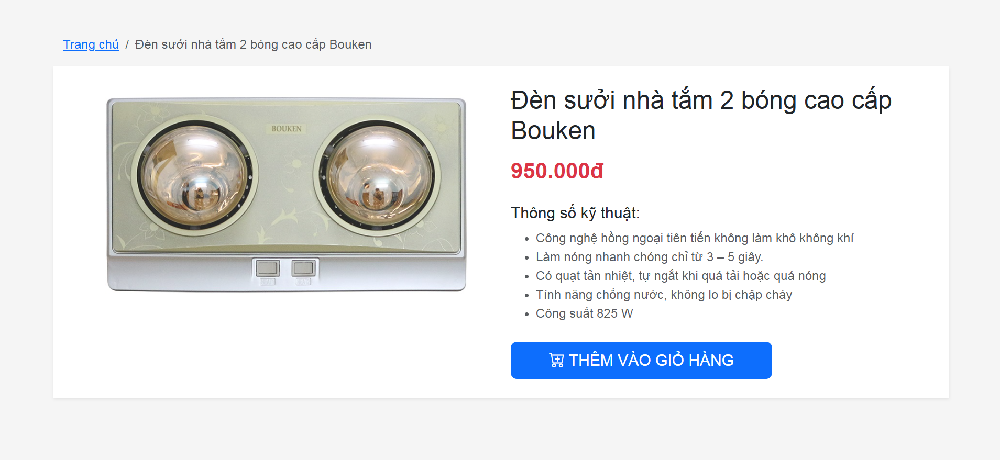 Trang chủ / Đèn sưởi nhà tắm 2 bóng cao cấp Bouken
BOUKEN
HEAT1 HEAT2
Đèn sưởi nhà tắm 2 bóng cao cấp
Bouken
950.000đ
Thông số kỹ thuật:
• Công nghệ hồng ngoại tiên tiến không làm khô không khí
• Làm nóng nhanh chóng chỉ từ 3 – 5 giây.
• Có quạt tản nhiệt, tự ngắt khi quá tải hoặc quá nóng
• Tính năng chống nước, không lo bị chập cháy
• Công suất 825 W
THÊM VÀO GIỎ HÀNG